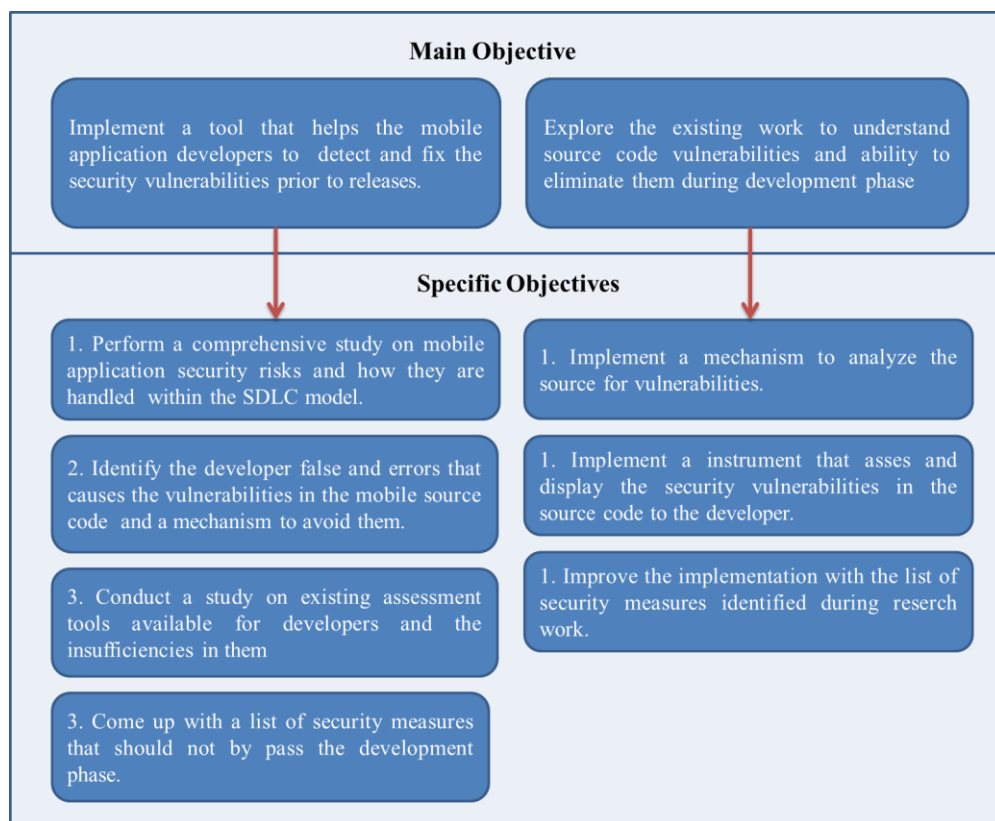 Main Objective
Implement a tool that helps the mobile
application developers to detect and fix the
security vulnerabilities prior to releases.
Explore the existing work to understand
source code vulnerabilities and ability to
eliminate them during development phase
Specific Objectives
1. Perform a comprehensive study on mobile
application security risks and how they are
handled within the SDLC model.
2. Identify the developer false and errors that
causes the vulnerabilities in the mobile source
code and a mechanism to avoid them.
3. Conduct a study on existing assessment
tools available for developers and the
insufficiencies in them
3. Come up with a list of security measures
that should not by pass the development
phase.
1. Implement a mechanism to analyze the
source for vulnerabilities.
1. Implement a instrument that asses and
display the security vulnerabilities in the
source code to the developer.
1. Improve the implementation with the list of
security measures identified during reserch
work.